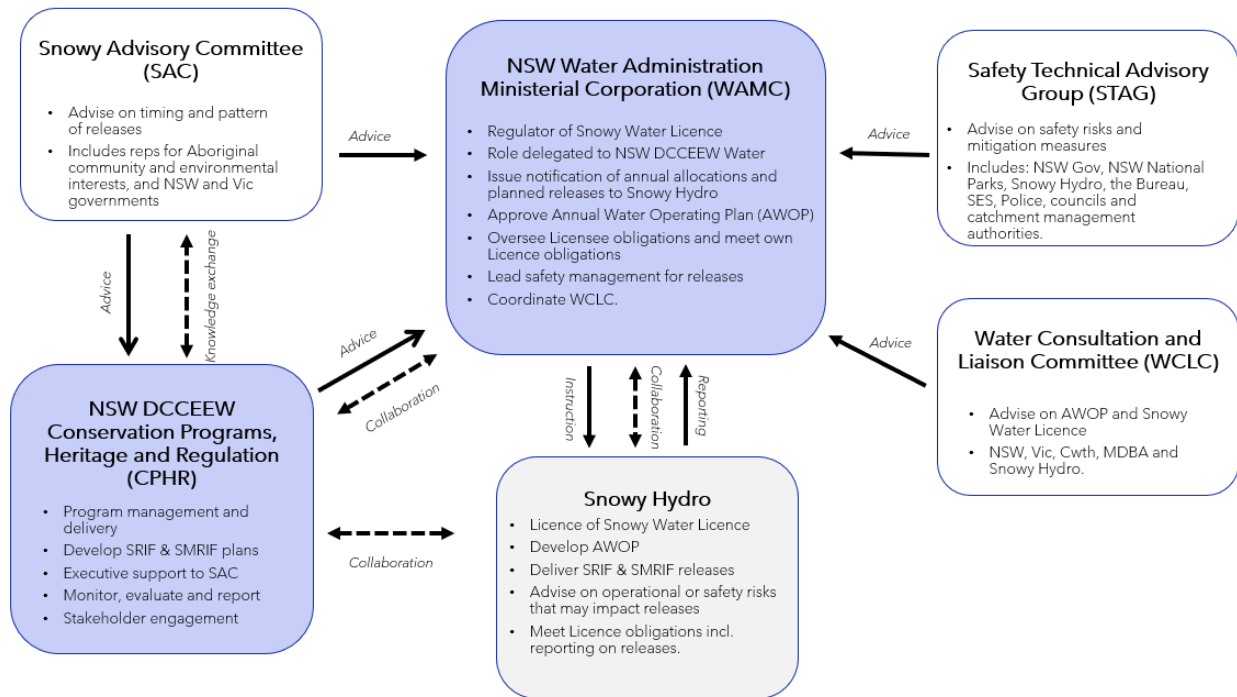 Snowy Advisory Committee
(SAC)
• Advise on timing and pattern
of releases
• Includes reps for Aboriginal
community and environmental
interests, and NSW and Vic
governments
Advice
NSW Water Administration
Ministerial Corporation (WAMC)
• Regulator of Snowy Water Licence
• Role delegated to NSW DCCEEW Water
• Issue notification of annual allocations and
planned releases to Snowy Hydro
• Approve Annual Water Operating Plan (AWOP)
• Oversee Licensee obligations and meet own
Licence obligations
• Lead safety management for releases
• Coordinate WCLC.
Advice
Safety Technical Advisory
Group (STAG)
• Advise on safety risks and
mitigation measures
• Includes: NSW Gov, NSW National
Parks, Snowy Hydro, the Bureau,
SES, Police, councils and
catchment management
authorities.
Advice
Knowledge exchange
Advice
Collaboration
Advice
Water Consultation and
Liaison Committee (WCLC)
• Advise on AWOP and Snowy
Water Licence
• NSW, Vic, Cwth, MDBA and
Snowy Hydro.
Instruction
Collaboration
Reporting
NSW DCCEEW
Conservation Programs,
Heritage and Regulation
(CPHR)
• Program management and
delivery
• Develop SRIF & SMRIF plans
• Executive support to SAC
• Monitor, evaluate and report
• Stakeholder engagement
Collaboration
Snowy Hydro
• Licence of Snowy Water Licence
• Develop AWOP
• Deliver SRIF & SMRIF releases
• Advise on operational or safety risks
that may impact releases
• Meet Licence obligations incl.
reporting on releases.